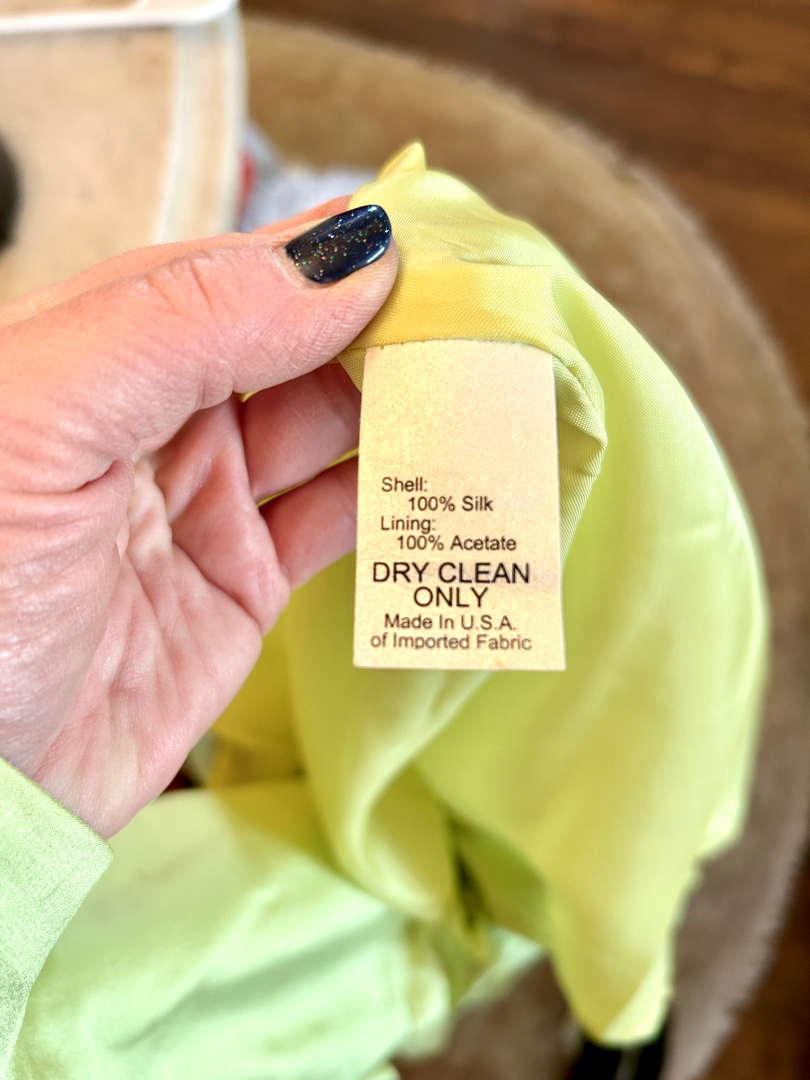 Shell:
100% Silk
Lining:
100% Acetate
DRY CLEAN
ONLY
Made In U.S.A.
of Imported Fabric